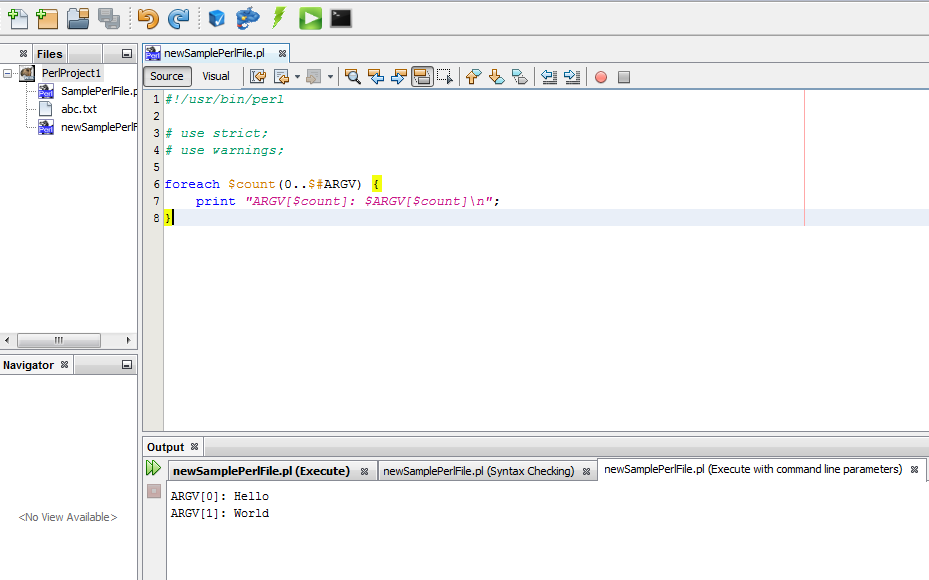 Files
newSamplePerlFile.pl
PerlProject1
SamplePerlFile.p
abc.txt
newSamplePerlF
Source Visual
1 #!/usr/bin/perl
2
3 # use strict;
4 # use warnings;
5
6 foreach $count(0..$#ARGV) {
7 print "ARGV[$count]: $ARGV[$count]\n";
8 }
Navigator
<No View Available>
Output
newSamplePerlFile.pl (Execute) newSamplePerlFile.pl (Syntax Checking) newSamplePerlFile.pl (Execute with command line parameters)
ARGV[0]: Hello
ARGV[1]: World